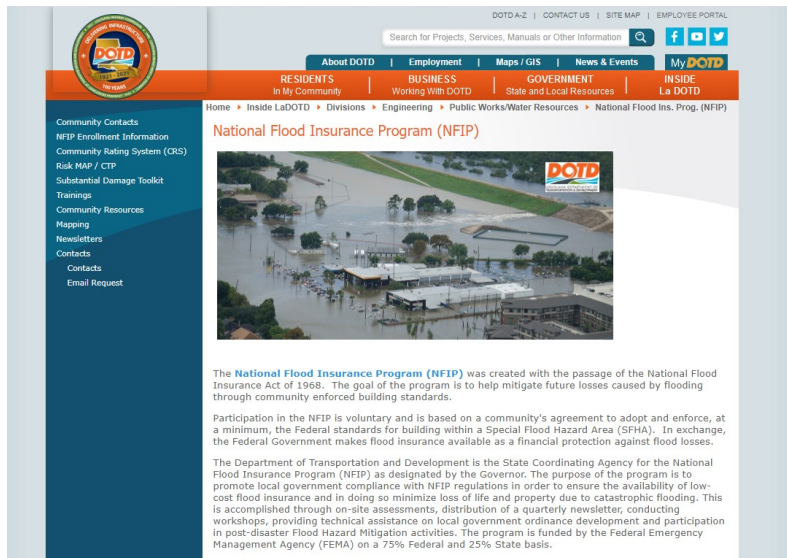 DOTD A-Z | CONTACT US | SITE MAP | EMPLOYEE PORTAL
Search for Projects, Services, Manuals or Other Information
About DOTD | Employment | Maps / GIS | News & Events
My DOTD
DELIVERING INFRASTRUCTURE
DOTD
1921 - 2021
100 YEARS
RESIDENTS
In My Community
BUSINESS
Working With DOTD
GOVERNMENT
State and Local Resources
INSIDE
La DOTD
Home Inside LaDOTD Divisions Engineering Public Works/Water Resources National Flood Ins. Prog. (NFIP)
Community Contacts
NFIP Enrollment Information
Community Rating System (CRS)
Risk MAP / CTP
Substantial Damage Toolkit
Trainings
Community Resources
Mapping
Newsletters
Contacts
Contacts
Email Request
National Flood Insurance Program (NFIP)
DOTD
The National Flood Insurance Program (NFIP) was created with the passage of the National Flood
Insurance Act of 1968. The goal of the program is to help mitigate future losses caused by flooding
through community enforced building standards.
Participation in the NFIP is voluntary and is based on a community's agreement to adopt and enforce, at
a minimum, the Federal standards for building within a Special Flood Hazard Area (SFHA). In exchange,
the Federal Government makes flood insurance available as a financial protection against flood losses.
The Department of Transportation and Development is the State Coordinating Agency for the National
Flood Insurance Program (NFIP) as designated by the Governor. The purpose of the program is to
promote local government compliance with NFIP regulations in order to ensure the availability of low-
cost flood insurance and in doing so minimize loss of life and property due to catastrophic flooding. This
is accomplished through on-site assessments, distribution of a quarterly newsletter, conducting
workshops, providing technical assistance on local government ordinance development and participation
in post-disaster Flood Hazard Mitigation activities. The program is funded by the Federal Emergency
Management Agency (FEMA) on a 75% Federal and 25% State basis.